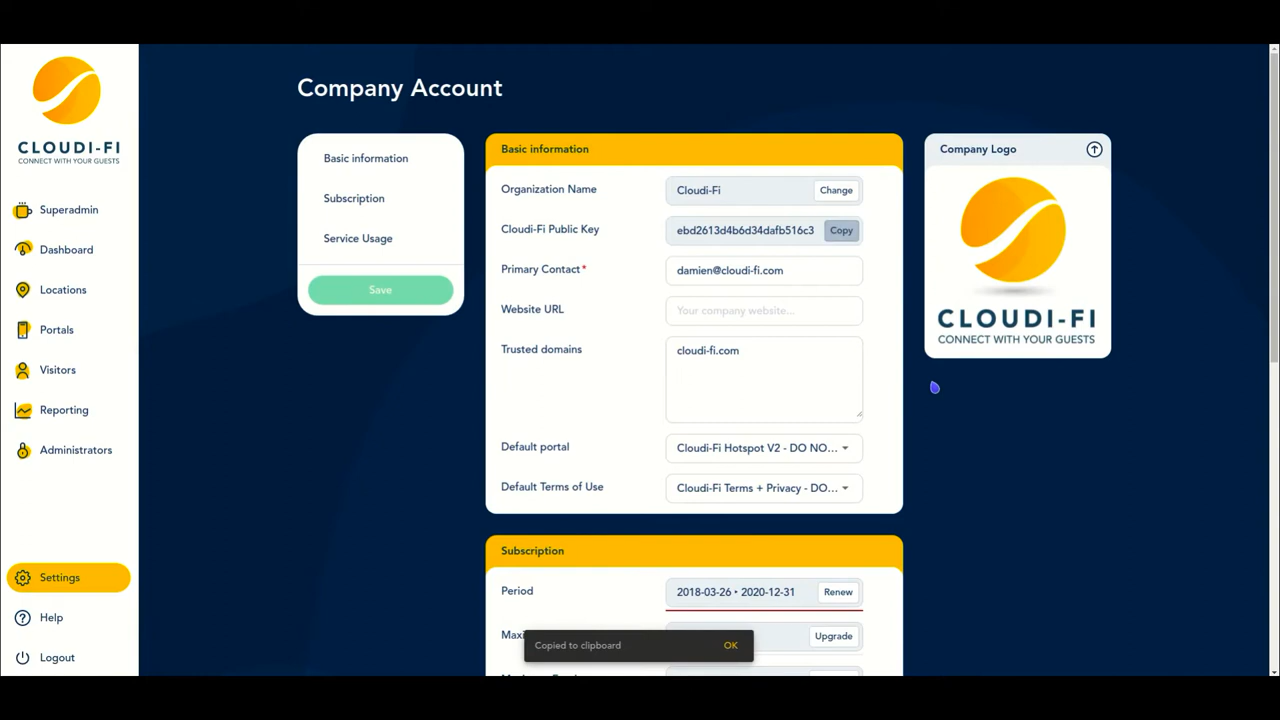 CLOUDI-FI
CONNECT WITH YOUR GUESTS
Superadmin
Dashboard
Locations
Portals
Visitors
Reporting
Administrators
Settings
Help
Logout
Company Account
Basic information
Subscription
Service Usage
Save
Basic information
Organization Name
Cloudi-Fi
Change
Cloudi-Fi Public Key
ebd2613d4b6d34dafb516c3
Copy
Primary Contact*
damien@cloudi-fi.com
Website URL
Your company website...
Trusted domains
cloudi-fi.com
Default portal
Cloudi-Fi Hotspot V2 - DO NO...
Default Terms of Use
Cloudi-Fi Terms + Privacy - DO...
Subscription
Period
2018-03-26 • 2020-12-31
Renew
Upgrade
Copied to clipboard
OK
Company Logo
CLOUDI-FI
CONNECT WITH YOUR GUESTS